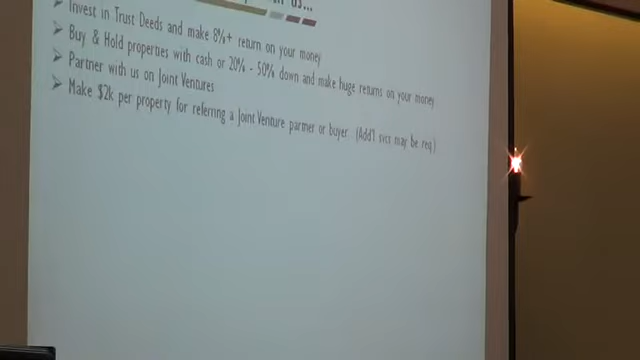 Invest in Trust Deeds and make 8%+ return on your money
Buy & Hold properties with cash or 20% - 50% down and make huge returns on your money
Partner with us on Joint Ventures
Make $2k per property for referring a Joint Venture partner or buyer (Add'l svcs may be req)